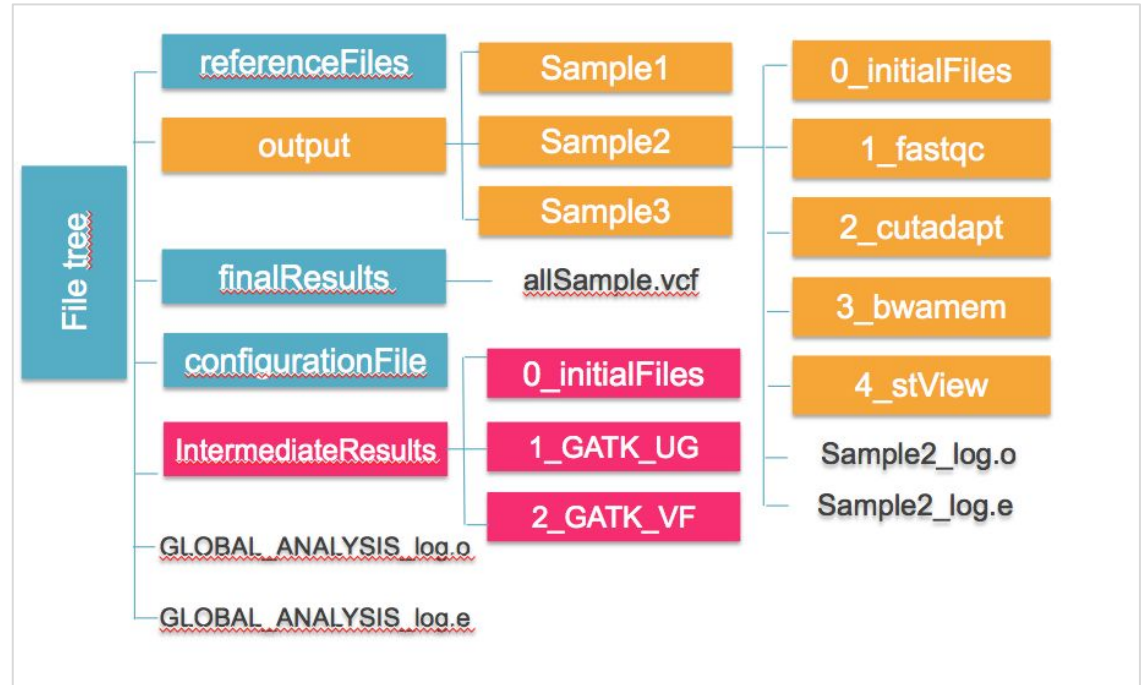 File tree
referenceFiles
output
finalResults
configurationFile
IntermediateResults
GLOBAL_ANALYSIS_log.o
GLOBAL_ANALYSIS_log.e
Sample1
Sample2
Sample3
allSample.vcf
0_initialFiles
1_GATK_UG
2_GATK_VF
0_initialFiles
1_fastqc
2_cutadapt
3_bwamem
4_stView
Sample2_log.o
Sample2_log.e